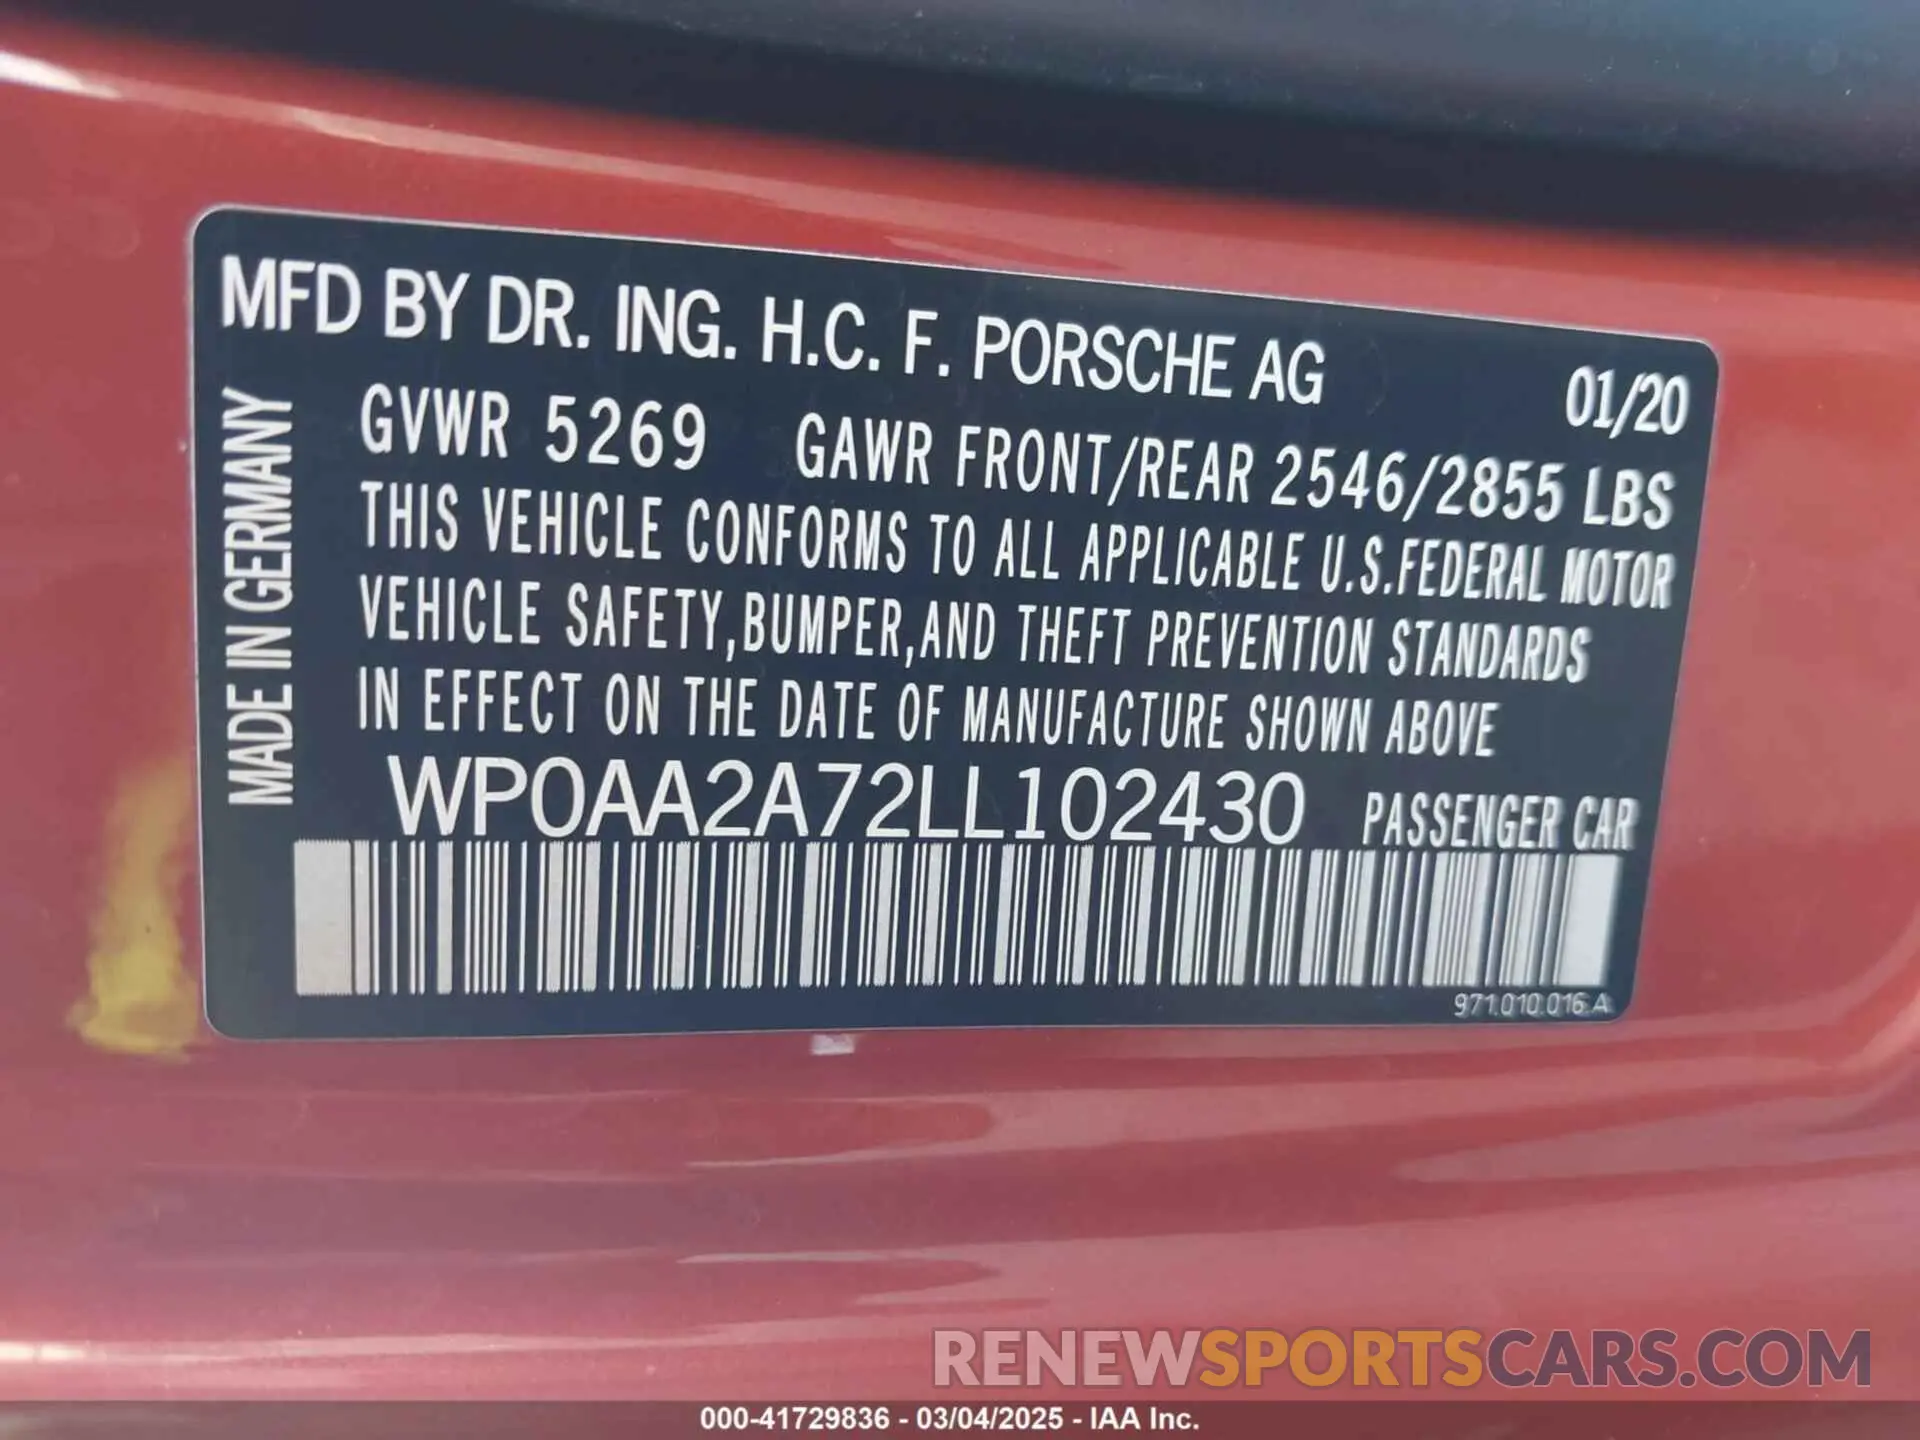 MFD BY DR. ING. H.C. F. PORSCHE AG
01/20
MADE IN GERMANY
GVWR 5269 GAWR FRONT/REAR 2546/2855 LBS
THIS VEHICLE CONFORMS TO ALL APPLICABLE U.S.FEDERAL MOTOR
VEHICLE SAFETY,BUMPER,AND THEFT PREVENTION STANDARDS
IN EFFECT ON THE DATE OF MANUFACTURE SHOWN ABOVE
WP0AA2A72LL102430 PASSENGER CAR
971.010.016.A
RENEWSPORTSCARS.COM
000-41729836 - 03/04/2025 - IAA Inc.